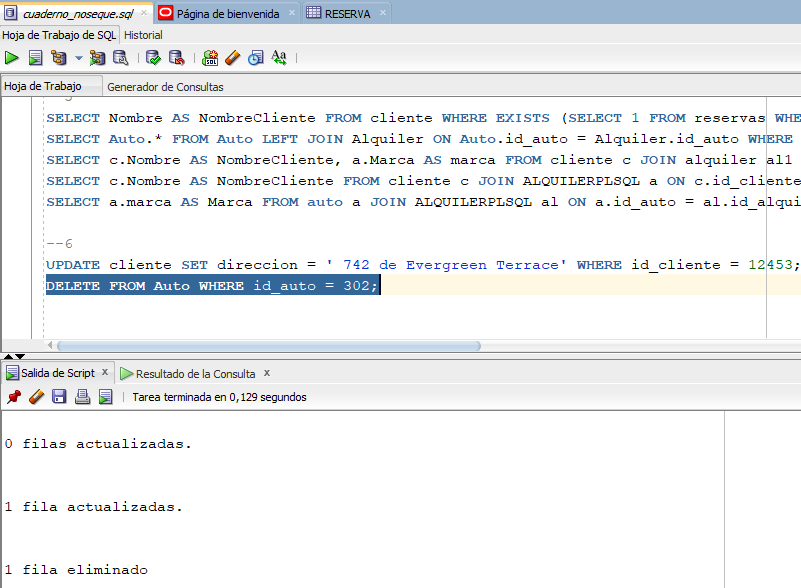 cuaderno_noseque.sql × Página de bienvenida × RESERVA ×
Hoja de Trabajo de SQL Historial
SQL Aa
Hoja de Trabajo Generador de Consultas
SELECT Nombre AS NombreCliente FROM cliente WHERE EXISTS (SELECT 1 FROM reservas WHE
SELECT Auto.* FROM Auto LEFT JOIN Alquiler ON Auto.id_auto = Alquiler.id_auto WHERE
SELECT c.Nombre AS NombreCliente, a.Marca AS marca FROM cliente c JOIN alquiler al1
SELECT c.Nombre AS NombreCliente FROM cliente c JOIN ALQUILERPLSQL a ON c.id_cliente
SELECT a.marca AS Marca FROM auto a JOIN ALQUILERPLSQL al ON a.id_auto = al.id_alqui
--6
UPDATE cliente SET direccion = ' 742 de Evergreen Terrace' WHERE id_cliente = 12453;
DELETE FROM Auto WHERE id_auto = 302;
Salida de Script × Resultado de la Consulta ×
Tarea terminada en 0,129 segundos
0 filas actualizadas.
1 fila actualizadas.
1 fila eliminado